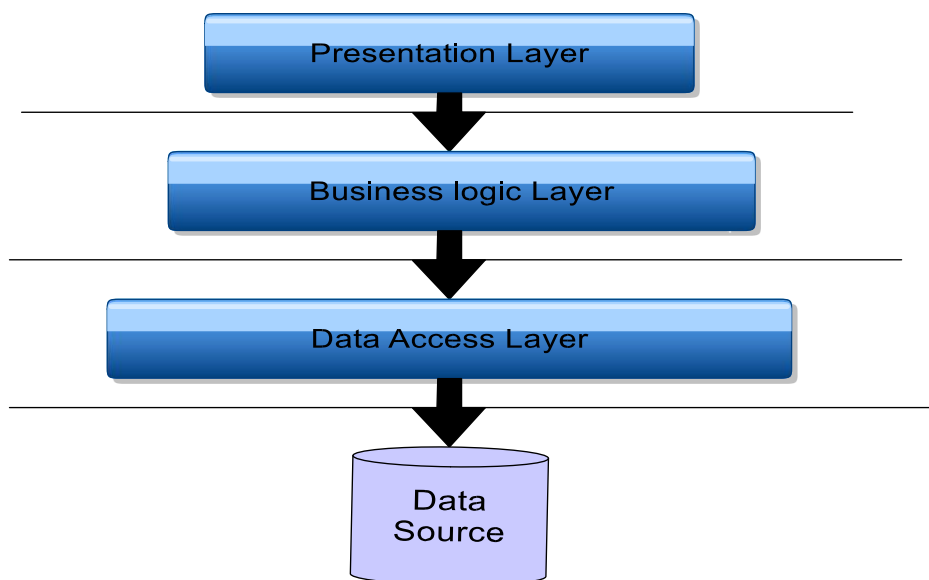 Presentation Layer
Business logic Layer
Data Access Layer
Data
Source